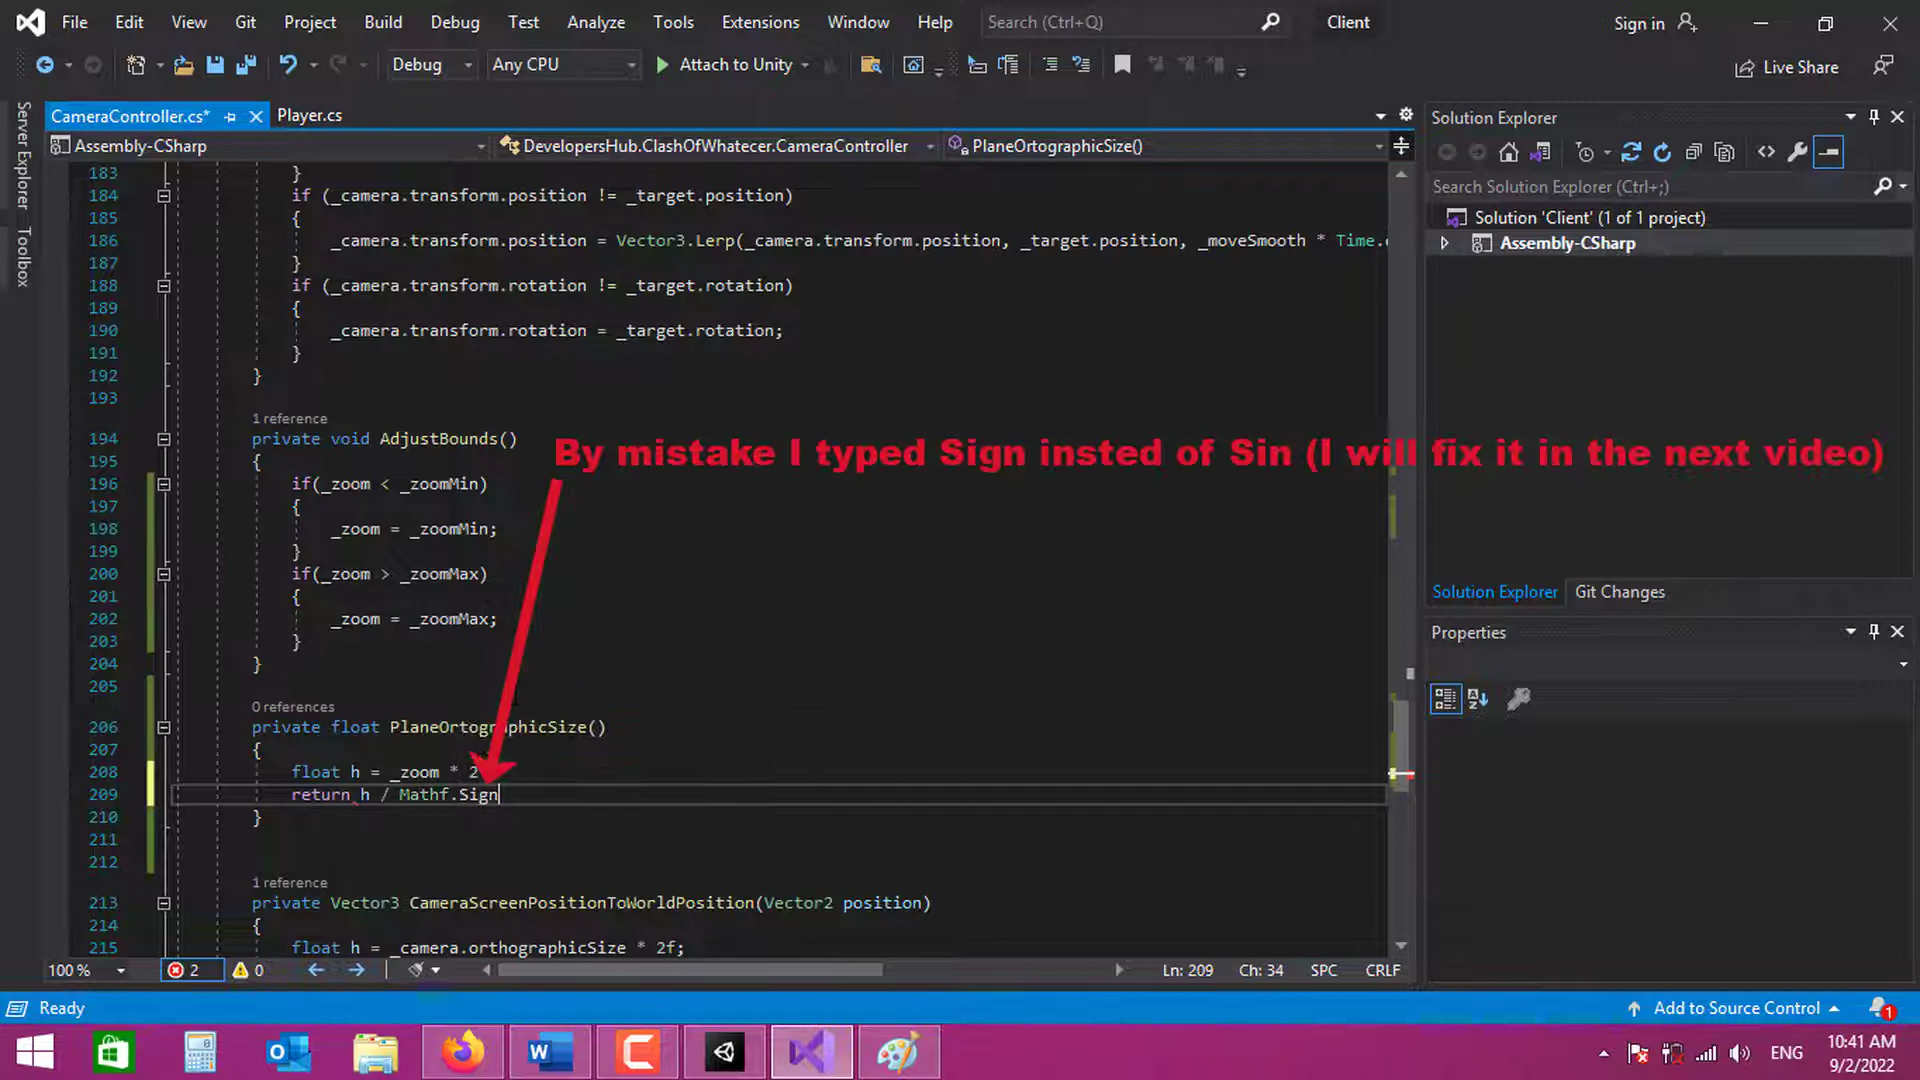 File Edit View Git Project Build Debug Test Analyze Tools Extensions Window Help Search (Ctrl+Q) Client Sign in
Debug Any CPU Attach to Unity Live Share
Server Explorer
Toolbox
CameraController.cs* Player.cs
Assembly-CSharp DevelopersHub.ClashOfWhatecer.CameraController PlaneOrtographicSize()
183 }
184 if (_camera.transform.position != _target.position)
185 {
186 _camera.transform.position = Vector3.Lerp(_camera.transform.position, _target.position, _moveSmooth * Time.
187 }
188 if (_camera.transform.rotation != _target.rotation)
189 {
190 _camera.transform.rotation = _target.rotation;
191 }
192 }
193
1 reference
194 private void AdjustBounds()
By mistake I typed Sign insted of Sin (I will fix it in the next video)
195 {
196 if(_zoom < _zoomMin)
197 {
198 _zoom = _zoomMin;
199 }
200 if(_zoom > _zoomMax)
201 {
202 _zoom = _zoomMax;
203 }
204 }
205
0 references
206 private float PlaneOrtographicSize()
207 {
208 float h = _zoom * 2
209 return h / Mathf.Sign
210 }
211
212
1 reference
213 private Vector3 CameraScreenPositionToWorldPosition(Vector2 position)
214 {
215 float h = _camera.orthographicSize * 2f;
100 % 2 0 Ln: 209 Ch: 34 SPC CRLF
Solution Explorer
Search Solution Explorer (Ctrl+;)
Solution 'Client' (1 of 1 project)
Assembly-CSharp
Solution Explorer Git Changes
Properties
Ready Add to Source Control 1
ENG 10:41 AM
9/2/2022